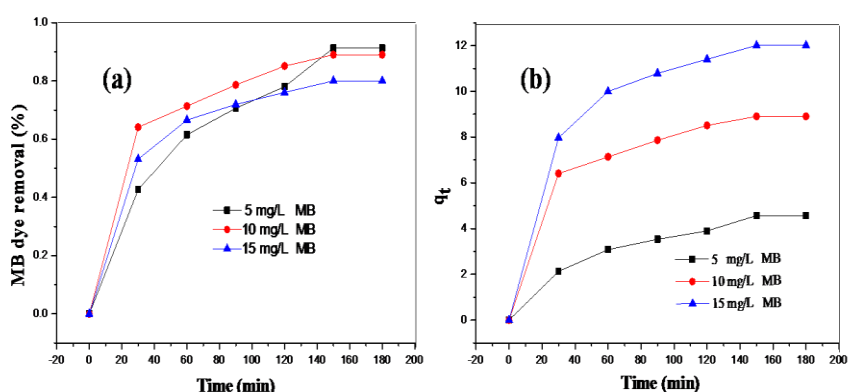 MB dye removal (%)
1.0
0.8
0.6
0.4
0.2
0.0
(a)
5 mg/L MB
10 mg/L MB
15 mg/L MB
-20 0 20 40 60 80 100 120 140 160 180 200
Time (min)
qt
12
10
8
6
4
2
0
(b)
5 mg/L MB
10 mg/L MB
15 mg/L MB
-20 0 20 40 60 80 100 120 140 160 180 200
Time (min)